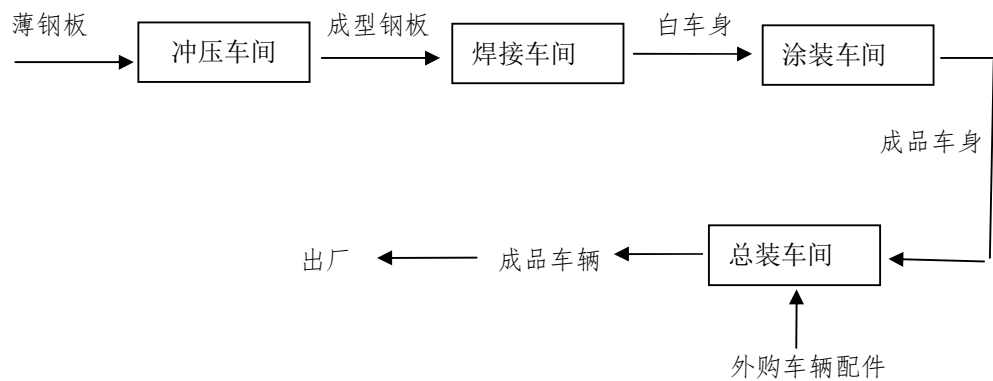 薄钢板
冲压车间
成型钢板
焊接车间
白车身
涂装车间
成品车身
总装车间
外购车辆配件
成品车辆
出厂